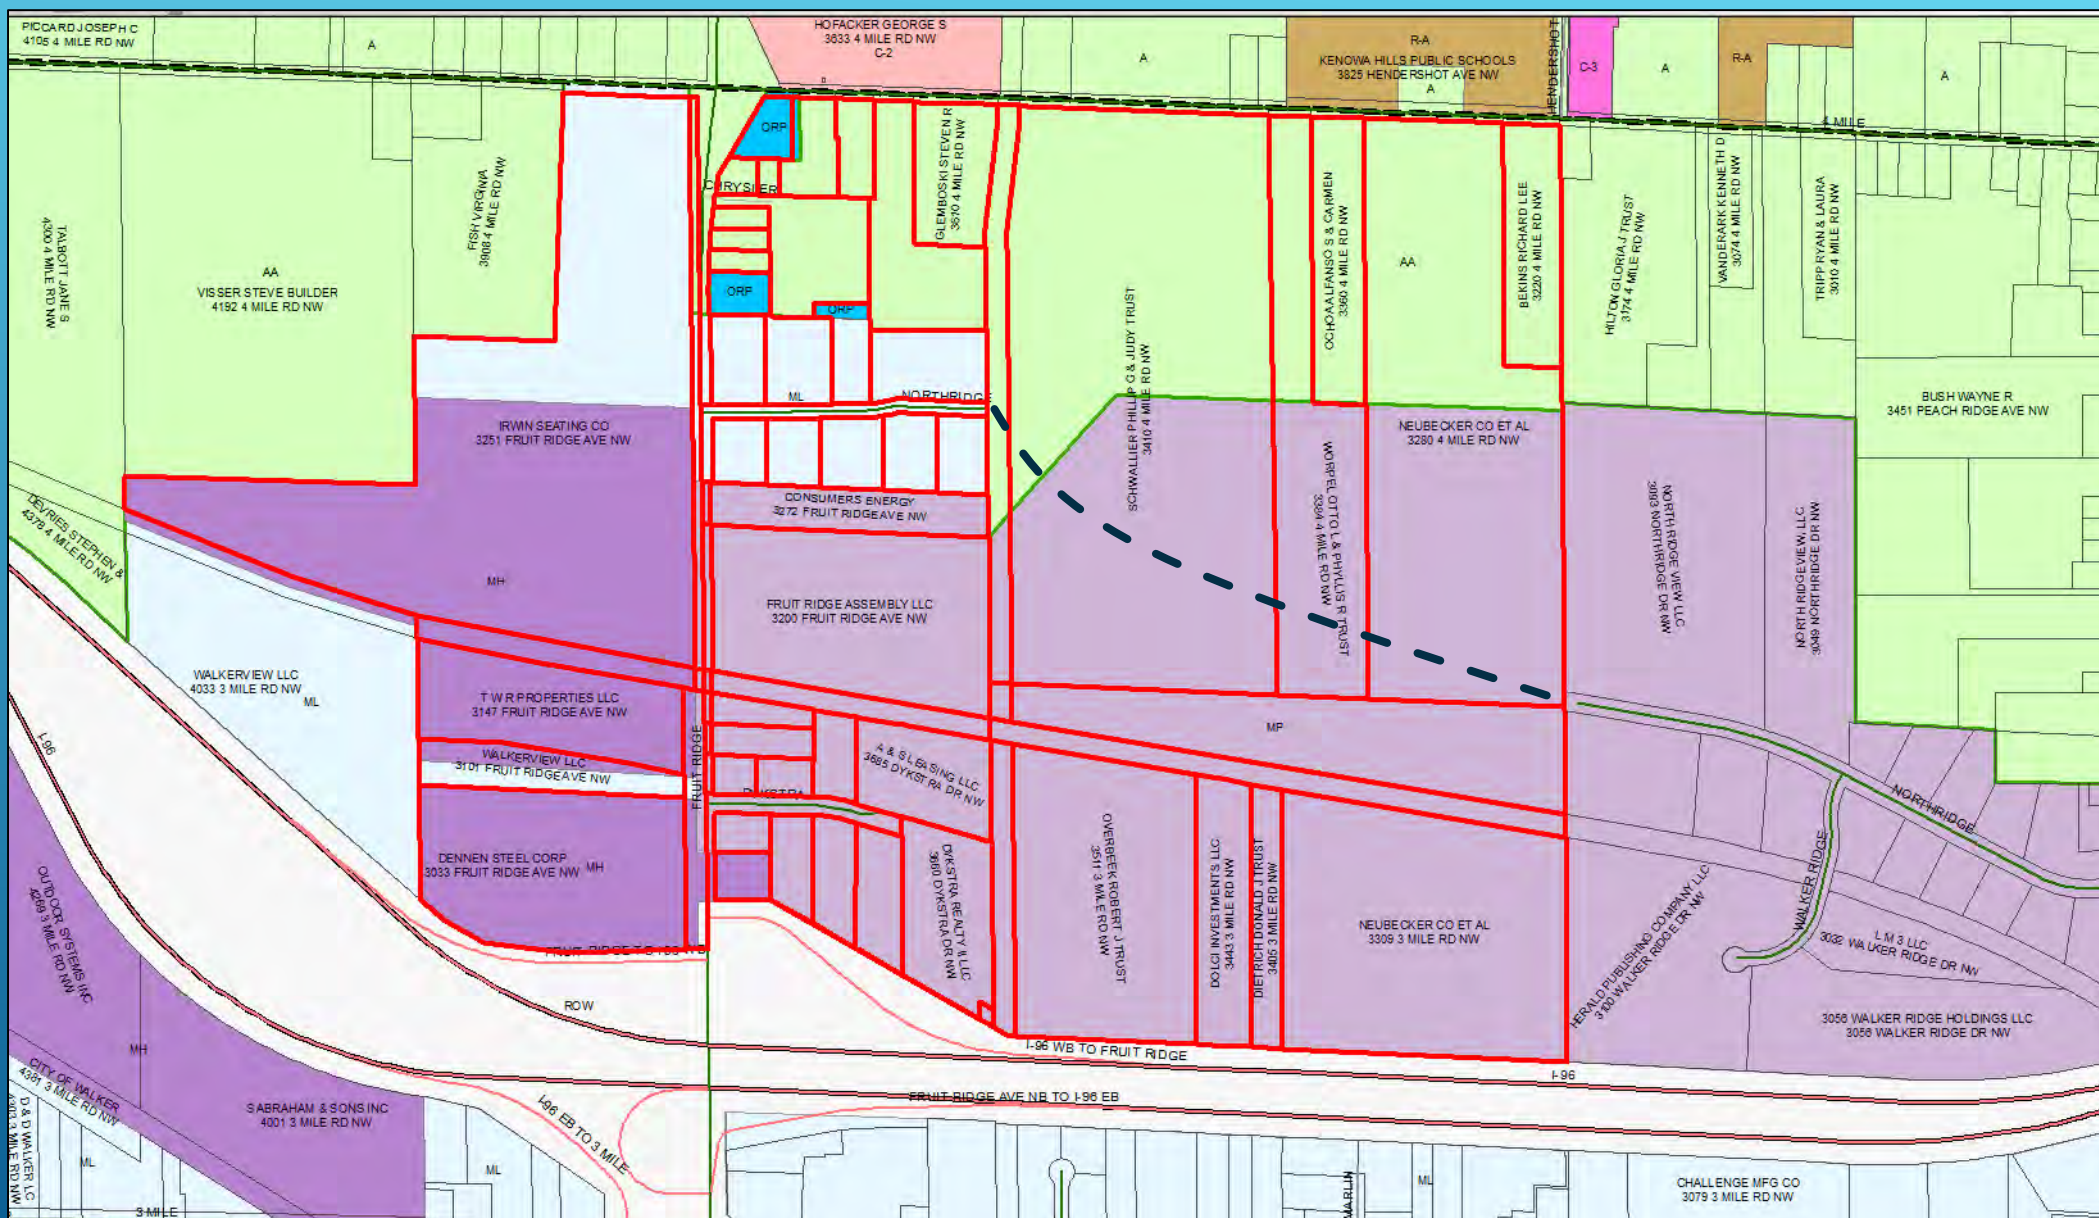 PICCARD JOSEPH C
4105 4 MILE RD NW
A
HOFACKER GEORGE S
3633 4 MILE RD NW
C-2
A
R-A
KENOWA HILLS PUBLIC SCHOOLS
3825 HENDERSHOT AVE NW
A
HENDERSHOT
C-3
A
R-A
A
4 MILE
TALBOTT JANE S
4300 4 MILE RD NW
AA
VISSER STEVE BUILDER
4192 4 MILE RD NW
FISH VIRGINIA
3908 4 MILE RD NW
ORP
CHRYSLER
ORP
ORP
GLEMBOSKI STEVEN R
3610 4 MILE RD NW
SCHWALLIER PHILLIP G & JUDY TRUST
3410 4 MILE RD NW
OCHOA ALFANSO S & CARMEN
3360 4 MILE RD NW
AA
BEKINS RICHARD LEE
3220 4 MILE RD NW
HILTON GLORIA J TRUST
3174 4 MILE RD NW
VANDERARK KENNETH D
3074 4 MILE RD NW
TRIPP RYAN & LAURA
3010 4 MILE RD NW
BUSH WAYNE R
3451 PEACH RIDGE AVE NW
ML
NORTHRIDGE
IRWIN SEATING CO
3251 FRUIT RIDGE AVE NW
NEUBECKER CO ET AL
3280 4 MILE RD NW
WORPEL OTTO L & PHYLLIS R TRUST
3384 4 MILE RD NW
NORTH RIDGE VIEW LLC
3093 NORTHRIDGE DR NW
NORTH RIDGEVIEW, LLC
3049 NORTHRIDGE DR NW
DEVRIES STEPHEN &
4378 4 MILE RD NW
CONSUMERS ENERGY
3272 FRUIT RIDGE AVE NW
MH
FRUIT RIDGE ASSEMBLY LLC
3200 FRUIT RIDGE AVE NW
WALKERVIEW LLC
4033 3 MILE RD NW
ML
T W R PROPERTIES LLC
3147 FRUIT RIDGE AVE NW
MP
I-96
WALKERVIEW LLC
3101 FRUIT RIDGE AVE NW
FRUIT RIDGE
A & S LEASING LLC
3685 DYKSTRA DR NW
DYKSTRA
NORTHRIDGE
WALKER RIDGE
DENNEN STEEL CORP
3033 FRUIT RIDGE AVE NW
MH
DYKSTRA REALTY II LLC
3660 DYKSTRA DR NW
OVERBEEK ROBERT J TRUST
3511 3 MILE RD NW
DOLCI INVESTMENTS LLC
3443 3 MILE RD NW
DIETRICH DONALD J TRUST
3405 3 MILE RD NW
NEUBECKER CO ET AL
3309 3 MILE RD NW
HERALD PUBLISHING COMPANY LLC
3100 WALKER RIDGE DR NW
L M 3 LLC
3032 WALKER RIDGE DR NW
3056 WALKER RIDGE HOLDINGS LLC
3056 WALKER RIDGE DR NW
OUTDOOR SYSTEMS INC
4269 3 MILE RD NW
FRUIT RIDGE TO I-96 WB
ROW
I-96 WB TO FRUIT RIDGE
MH
I-96
CITY OF WALKER
4381 3 MILE RD NW
FRUIT RIDGE AVE NB TO I-96 EB
S ABRAHAM & SONS INC
4001 3 MILE RD NW
I-96 EB TO 3 MILE
D & D WALKER LC
4303 3 MILE RD NW
ML
ML
ML
MARLIN
CHALLENGE MFG CO
3079 3 MILE RD NW
3 MILE